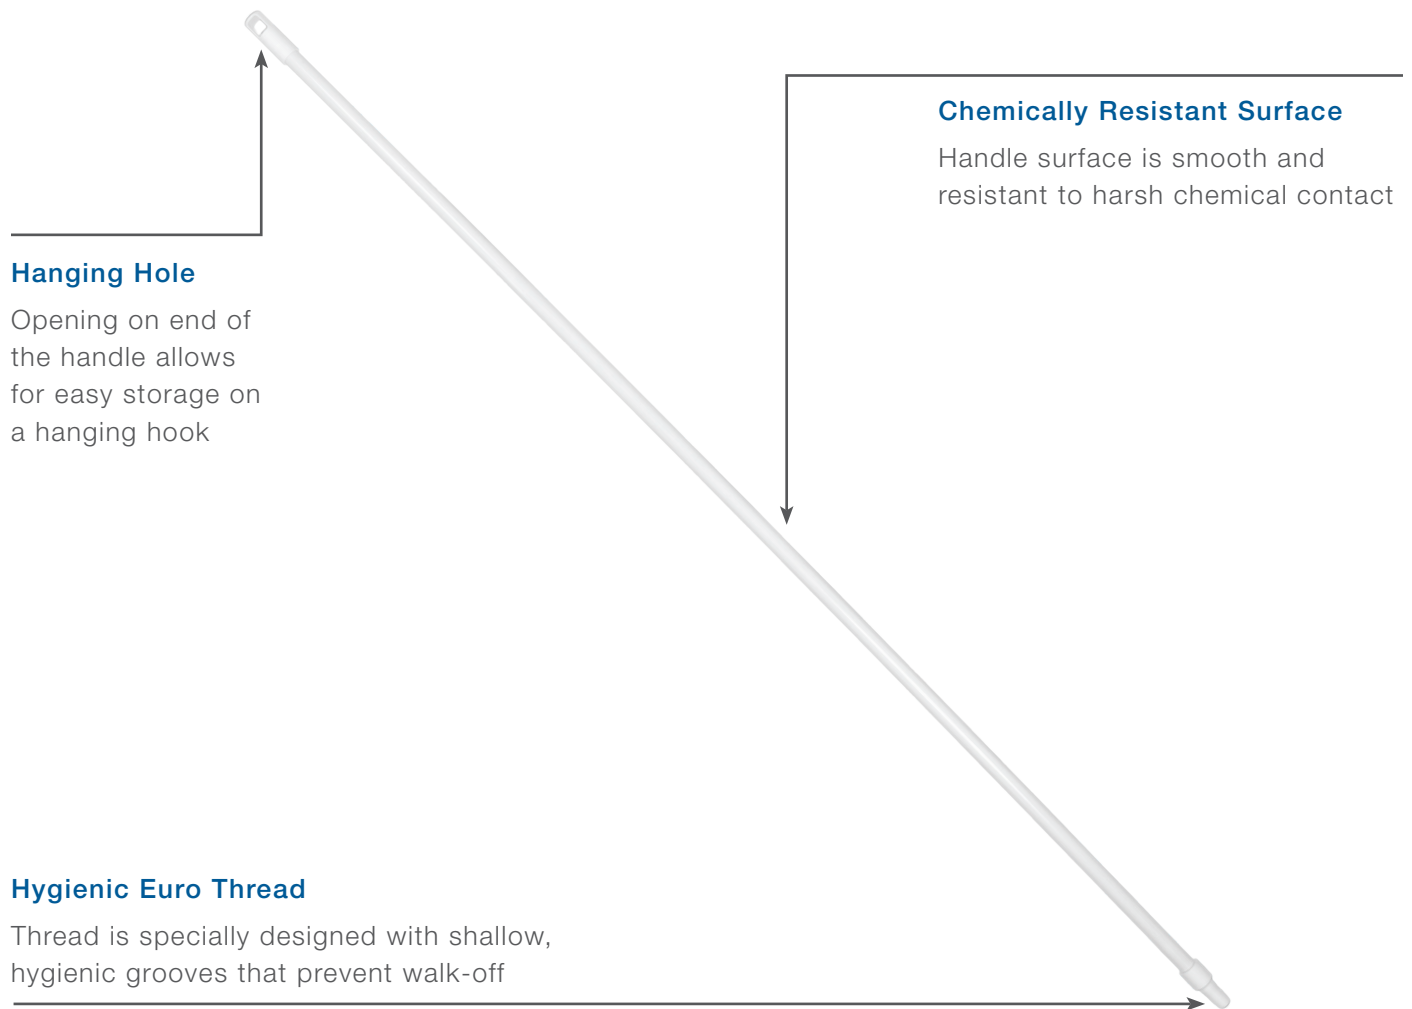 Chemically Resistant Surface
Handle surface is smooth and
resistant to harsh chemical contact
Hanging Hole
Opening on end of
the handle allows
for easy storage on
a hanging hook
Hygienic Euro Thread
Thread is specially designed with shallow,
hygienic grooves that prevent walk-off